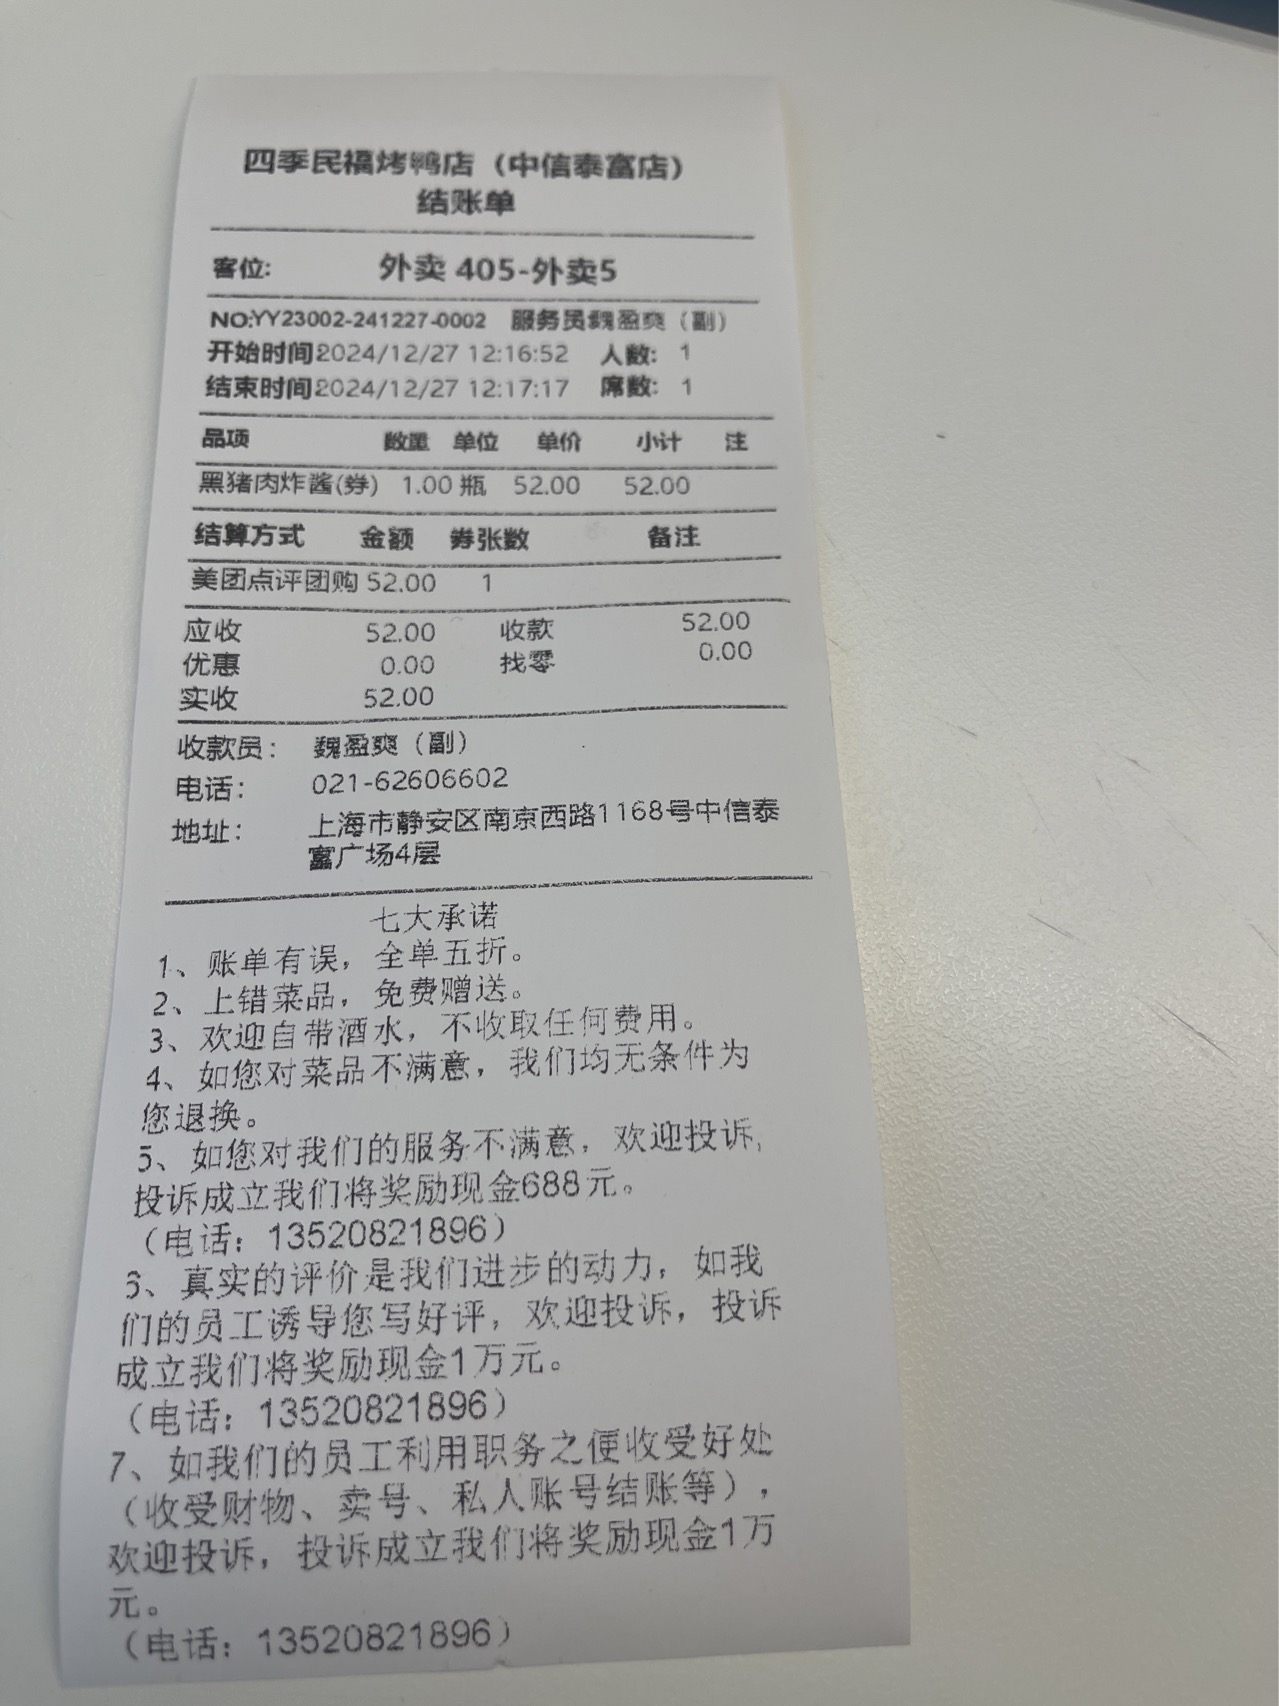 四季民福烤鸭店（中信泰富店）
结账单
客位: 外卖 405-外卖5
NO:YY23002-241227-0002 服务员魏盈爽（副）
开始时间2024/12/27 12:16:52 人数: 1
结束时间2024/12/27 12:17:17 席数: 1
品项 数量 单位 单价 小计 注
黑猪肉炸酱(券) 1.00 瓶 52.00 52.00
结算方式 金额 券张数 备注
美团点评团购 52.00 1
应收 52.00 收款 52.00
优惠 0.00 找零 0.00
实收 52.00
收款员: 魏盈爽（副）
电话: 021-62606602
地址: 上海市静安区南京西路1168号中信泰
富广场4层
七大承诺
1、账单有误，全单五折。
2、上错菜品，免费赠送。
3、欢迎自带酒水，不收取任何费用。
4、如您对菜品不满意，我们均无条件为
您退换。
5、如您对我们的服务不满意，欢迎投诉,
投诉成立我们将奖励现金688元。
（电话: 13520821896）
6、真实的评价是我们进步的动力，如我
们的员工诱导您写好评，欢迎投诉，投诉
成立我们将奖励现金1万元。
（电话: 13520821896）
7、如我们的员工利用职务之便收受好处
（收受财物、卖号、私人账号结账等），
欢迎投诉，投诉成立我们将奖励现金1万
元。
（电话: 13520821896）